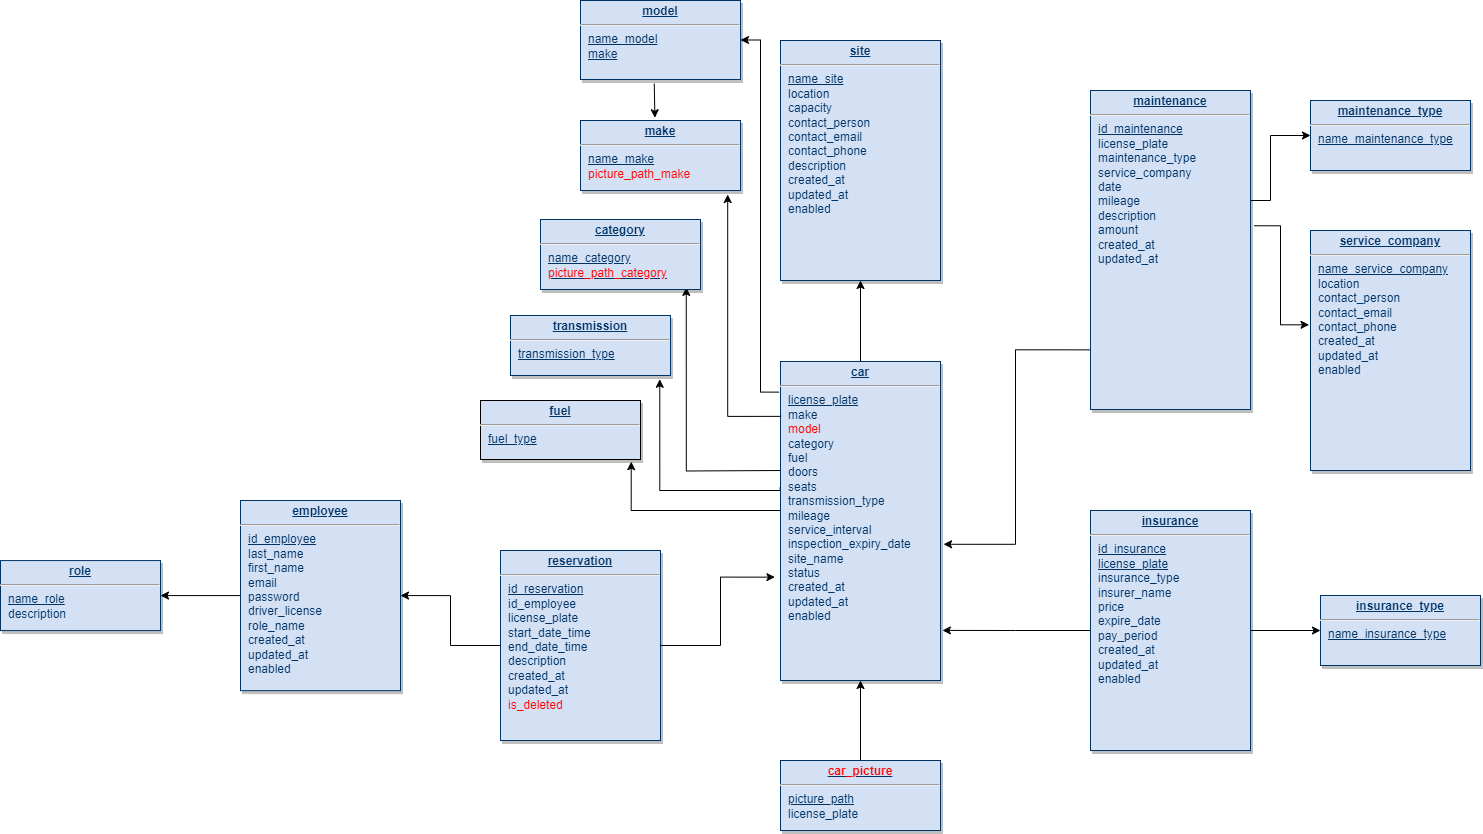 model
name_model
make
make
name_make
picture_path_make
category
name_category
picture_path_category
transmission
transmission_type
fuel
fuel_type
site
name_site
location
capacity
contact_person
contact_email
contact_phone
description
created_at
updated_at
enabled
car
license_plate
make
model
category
fuel
doors
seats
transmission_type
mileage
service_interval
inspection_expiry_date
site_name
status
created_at
updated_at
enabled
maintenance
id_maintenance
license_plate
maintenance_type
service_company
date
mileage
description
amount
created_at
updated_at
maintenance_type
name_maintenance_type
service_company
name_service_company
location
contact_person
contact_email
contact_phone
created_at
updated_at
enabled
role
name_role
description
employee
id_employee
last_name
first_name
email
password
driver_license
role_name
created_at
updated_at
enabled
reservation
id_reservation
id_employee
license_plate
start_date_time
end_date_time
description
created_at
updated_at
is_deleted
insurance
id_insurance
license_plate
insurance_type
insurer_name
price
expire_date
pay_period
created_at
updated_at
enabled
insurance_type
name_insurance_type
car_picture
picture_path
license_plate